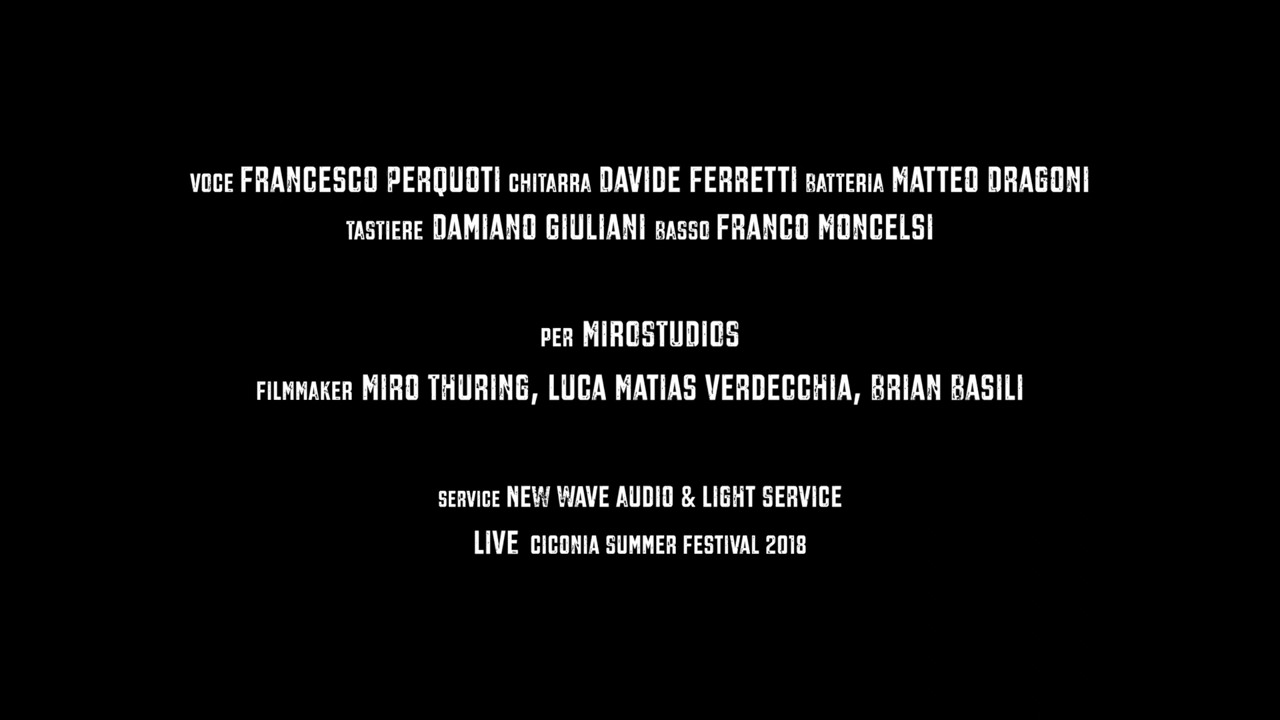 VOCE FRANCESCO PERQUOTI CHITARRA DAVIDE FERRETTI BATTERIA MATTEO DRAGONI
TASTIERE DAMIANO GIULIANI BASSO FRANCO MONCELSI
PER MIROSTUDIOS
FILMMAKER MIRO THURING, LUCA MATIAS VERDECCHIA, BRIAN BASILI
SERVICE NEW WAVE AUDIO & LIGHT SERVICE
LIVE CICONIA SUMMER FESTIVAL 2018